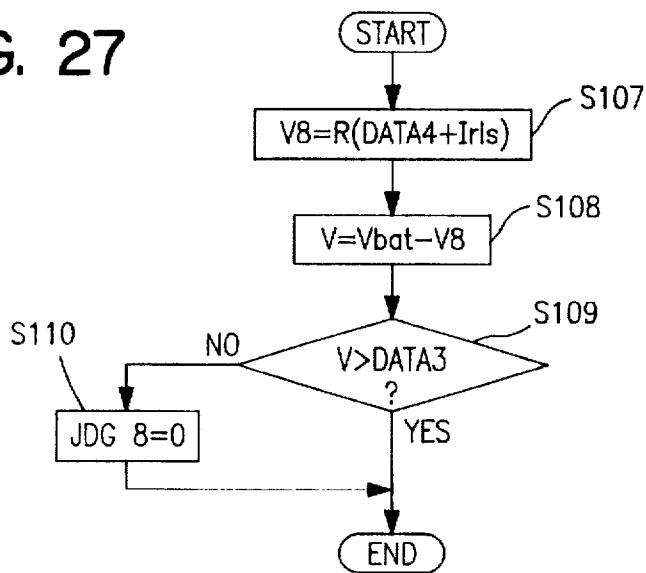 G. 27
START
S107
V8=R(DATA4+Irls)
S108
V=Vbat-V8
S109
V>DATA3
?
NO
YES
S110
JDG 8=0
END